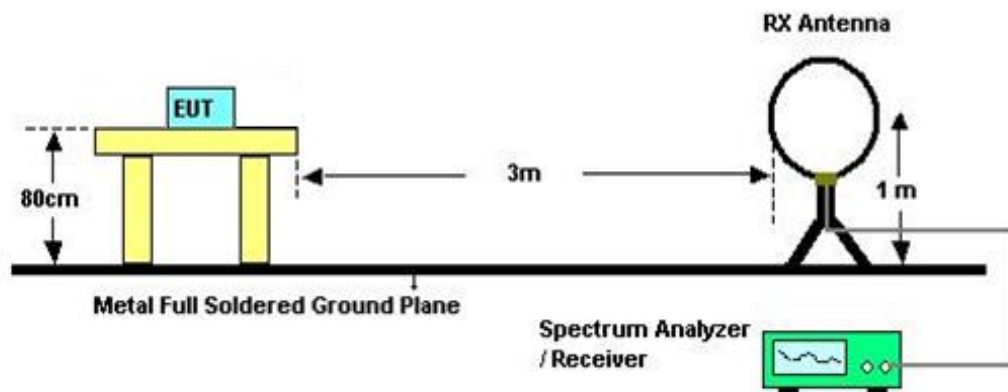 RX Antenna
EUT
80cm
3m
1 m
Metal Full Soldered Ground Plane
Spectrum Analyzer
/ Receiver